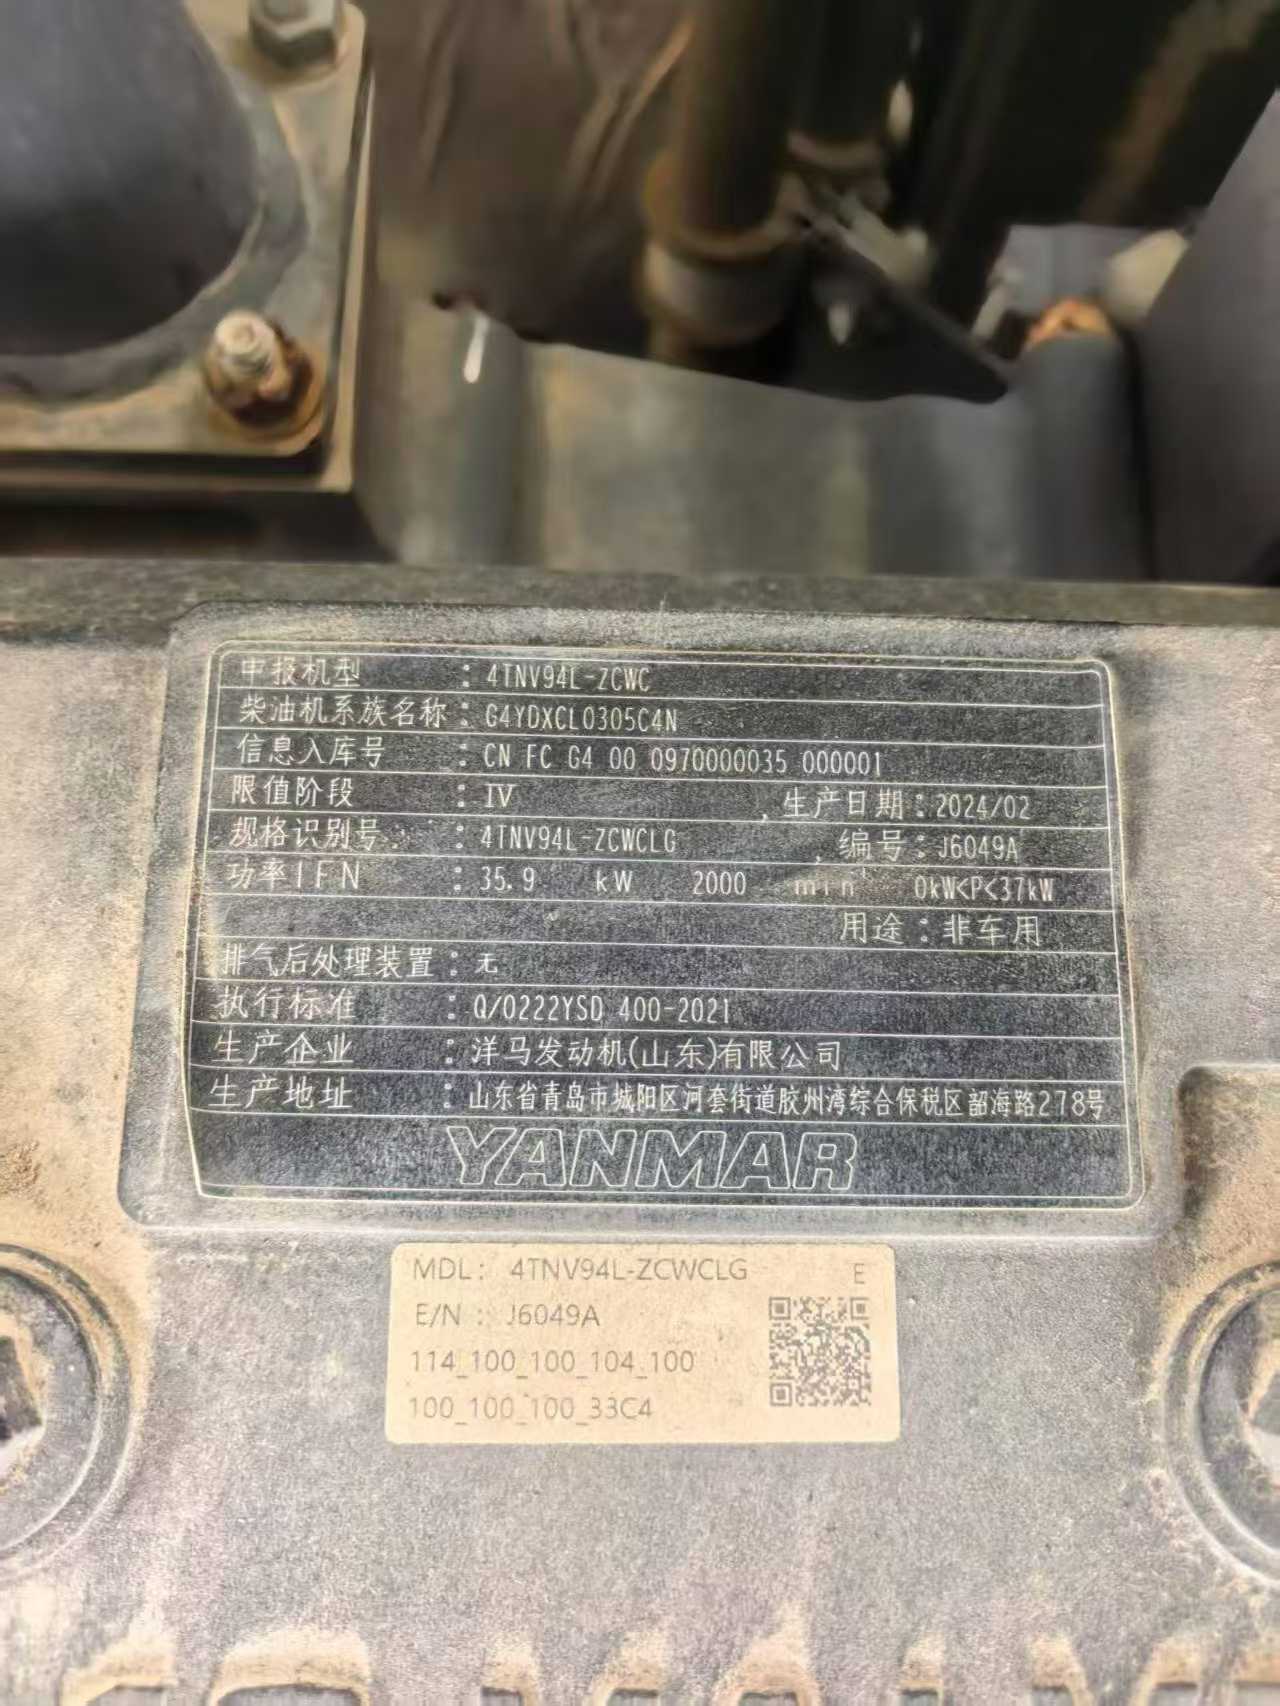 申报机型 : 4TNV94L-ZCWC
柴油机系族名称 : G4YDXCL0305C4N
信息入库号 : CN FC G4 00 0970000035 000001
限值阶段 : IV 生产日期 : 2024/02
规格识别号 : 4TNV94L-ZCWCLG 编号 : J6049A
功率IFN : 35.9 kW 2000 min⁻¹ 0kW<P<37kW
用途 : 非车用
排气后处理装置 : 无
执行标准 : Q/0222YSD 400-2021
生产企业 : 洋马发动机(山东)有限公司
生产地址 : 山东省青岛市城阳区河套街道胶州湾综合保税区韶海路278号
YANMAR
MDL: 4TNV94L-ZCWCLG E
E/N : J6049A
114_100_100_104_100
100_100_100_33C4